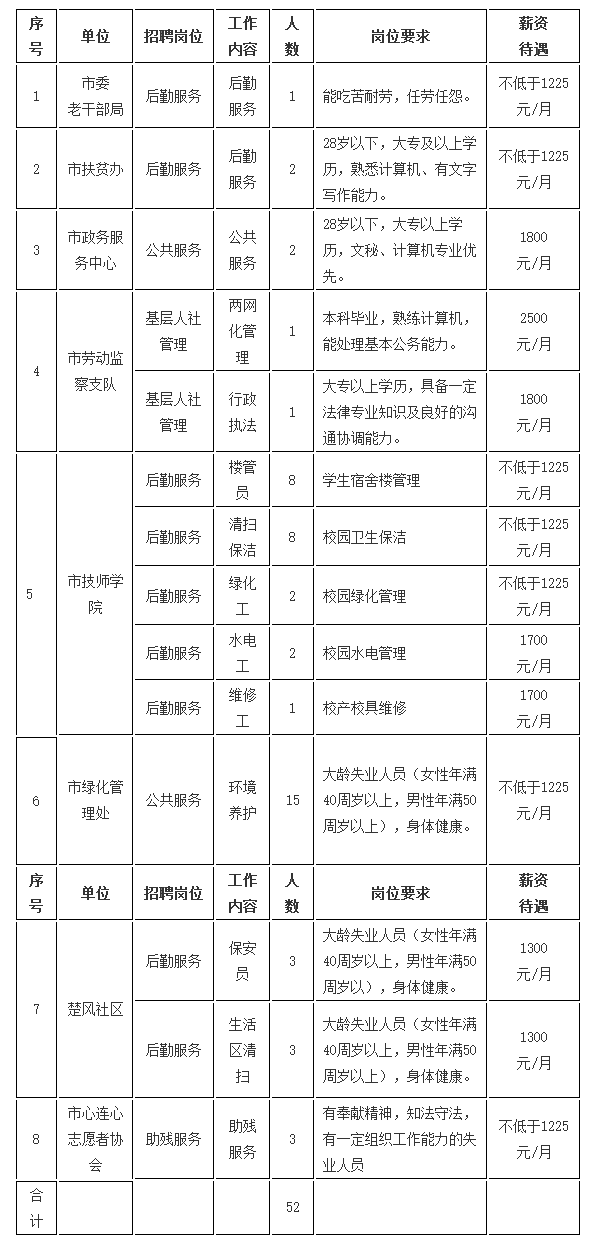 序号 单位 招聘岗位 工作内容 人数 岗位要求 薪资待遇
1 市委老干部局 后勤服务 后勤服务 1 能吃苦耐劳，任劳任怨。 不低于1225元/月
2 市扶贫办 后勤服务 后勤服务 2 28岁以下，大专及以上学历，熟悉计算机、有文字写作能力。 不低于1225元/月
3 市政务服务中心 公共服务 公共服务 2 28岁以下，大专以上学历，文秘、计算机专业优先。 1800元/月
4 市劳动监察支队 基层人社管理 两网化管理 1 本科毕业，熟练计算机，能处理基本公务能力。 2500元/月
基层人社管理 行政执法 1 大专以上学历，具备一定法律专业知识及良好的沟通协调能力。 1800元/月
5 市技师学院 后勤服务 楼管员 8 学生宿舍楼管理 不低于1225元/月
后勤服务 清扫保洁 8 校园卫生保洁 不低于1225元/月
后勤服务 绿化工 2 校园绿化管理 不低于1225元/月
后勤服务 水电工 2 校园水电管理 1700元/月
后勤服务 维修工 1 校产校具维修 1700元/月
6 市绿化管理处 公共服务 环境养护 15 大龄失业人员（女性年满40周岁以上，男性年满50周岁以上），身体健康。 不低于1225元/月
序号 单位 招聘岗位 工作内容 人数 岗位要求 薪资待遇
7 楚风社区 后勤服务 保安员 3 大龄失业人员（女性年满40周岁以上，男性年满50周岁以），身体健康。 1300元/月
后勤服务 生活区清扫 3 大龄失业人员（女性年满40周岁以上，男性年满50周岁以上），身体健康。 1300元/月
8 市心连心志愿者协会 助残服务 助残服务 3 有奉献精神，知法守法，有一定组织工作能力的失业人员 不低于1225元/月
合计 52